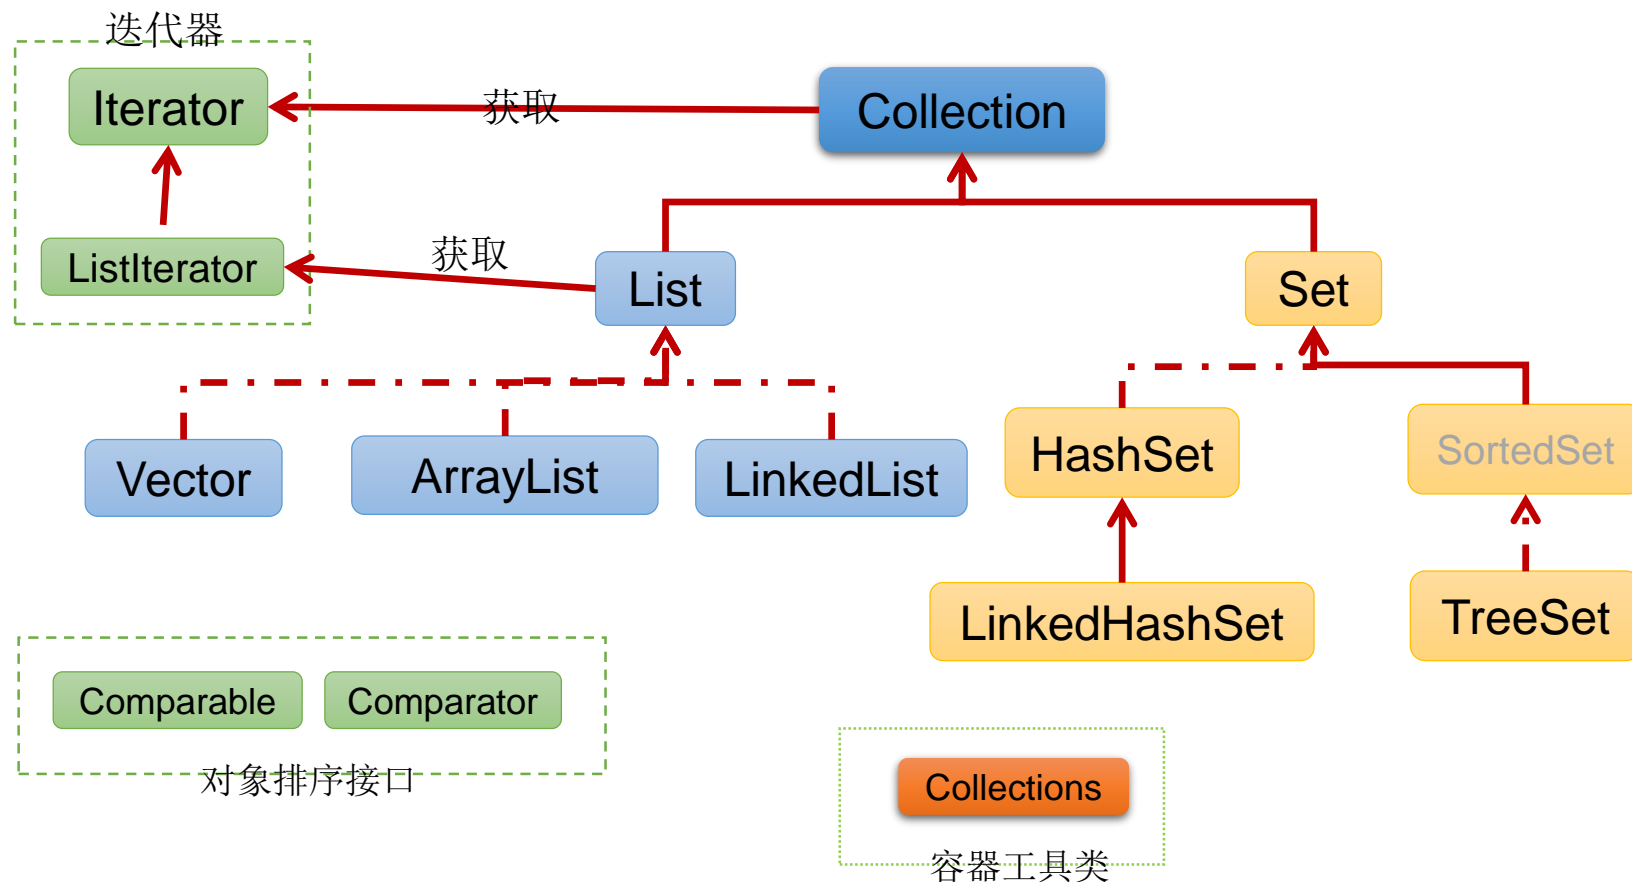 迭代器
Iterator
获取
Collection
ListIterator
获取
List
Set
Vector
ArrayList
LinkedList
HashSet
SortedSet
LinkedHashSet
TreeSet
Comparable
Comparator
对象排序接口
Collections
容器工具类